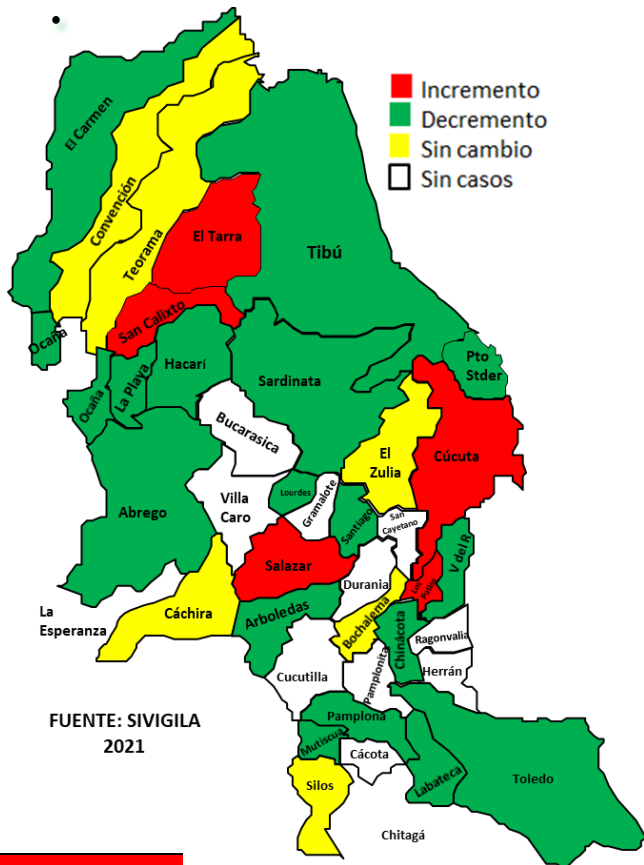 Incremento
Decremento
Sin cambio
Sin casos
El Carmen
Convención
Teorama
El Tarra
Tibú
San Calixto
Ocaña
Hacarí
La Playa
Ocaña
Sardinata
Pto
Stder
Bucarasica
El
Zulia
Cúcuta
Abrego
Villa
Caro
Lourdes
Gramalote
Santiago
San
Cayetano
V del R
Salazar
Durania
Los
Patios
La
Esperanza
Cáchira
Arboledas
Bochalema
Chinácota
Ragonvalia
Herrán
Cucutilla
Pamplonita
FUENTE: SIVIGILA
2021
Pamplona
Mutiscua
Cácota
Silos
Labateca
Toledo
Chitagá